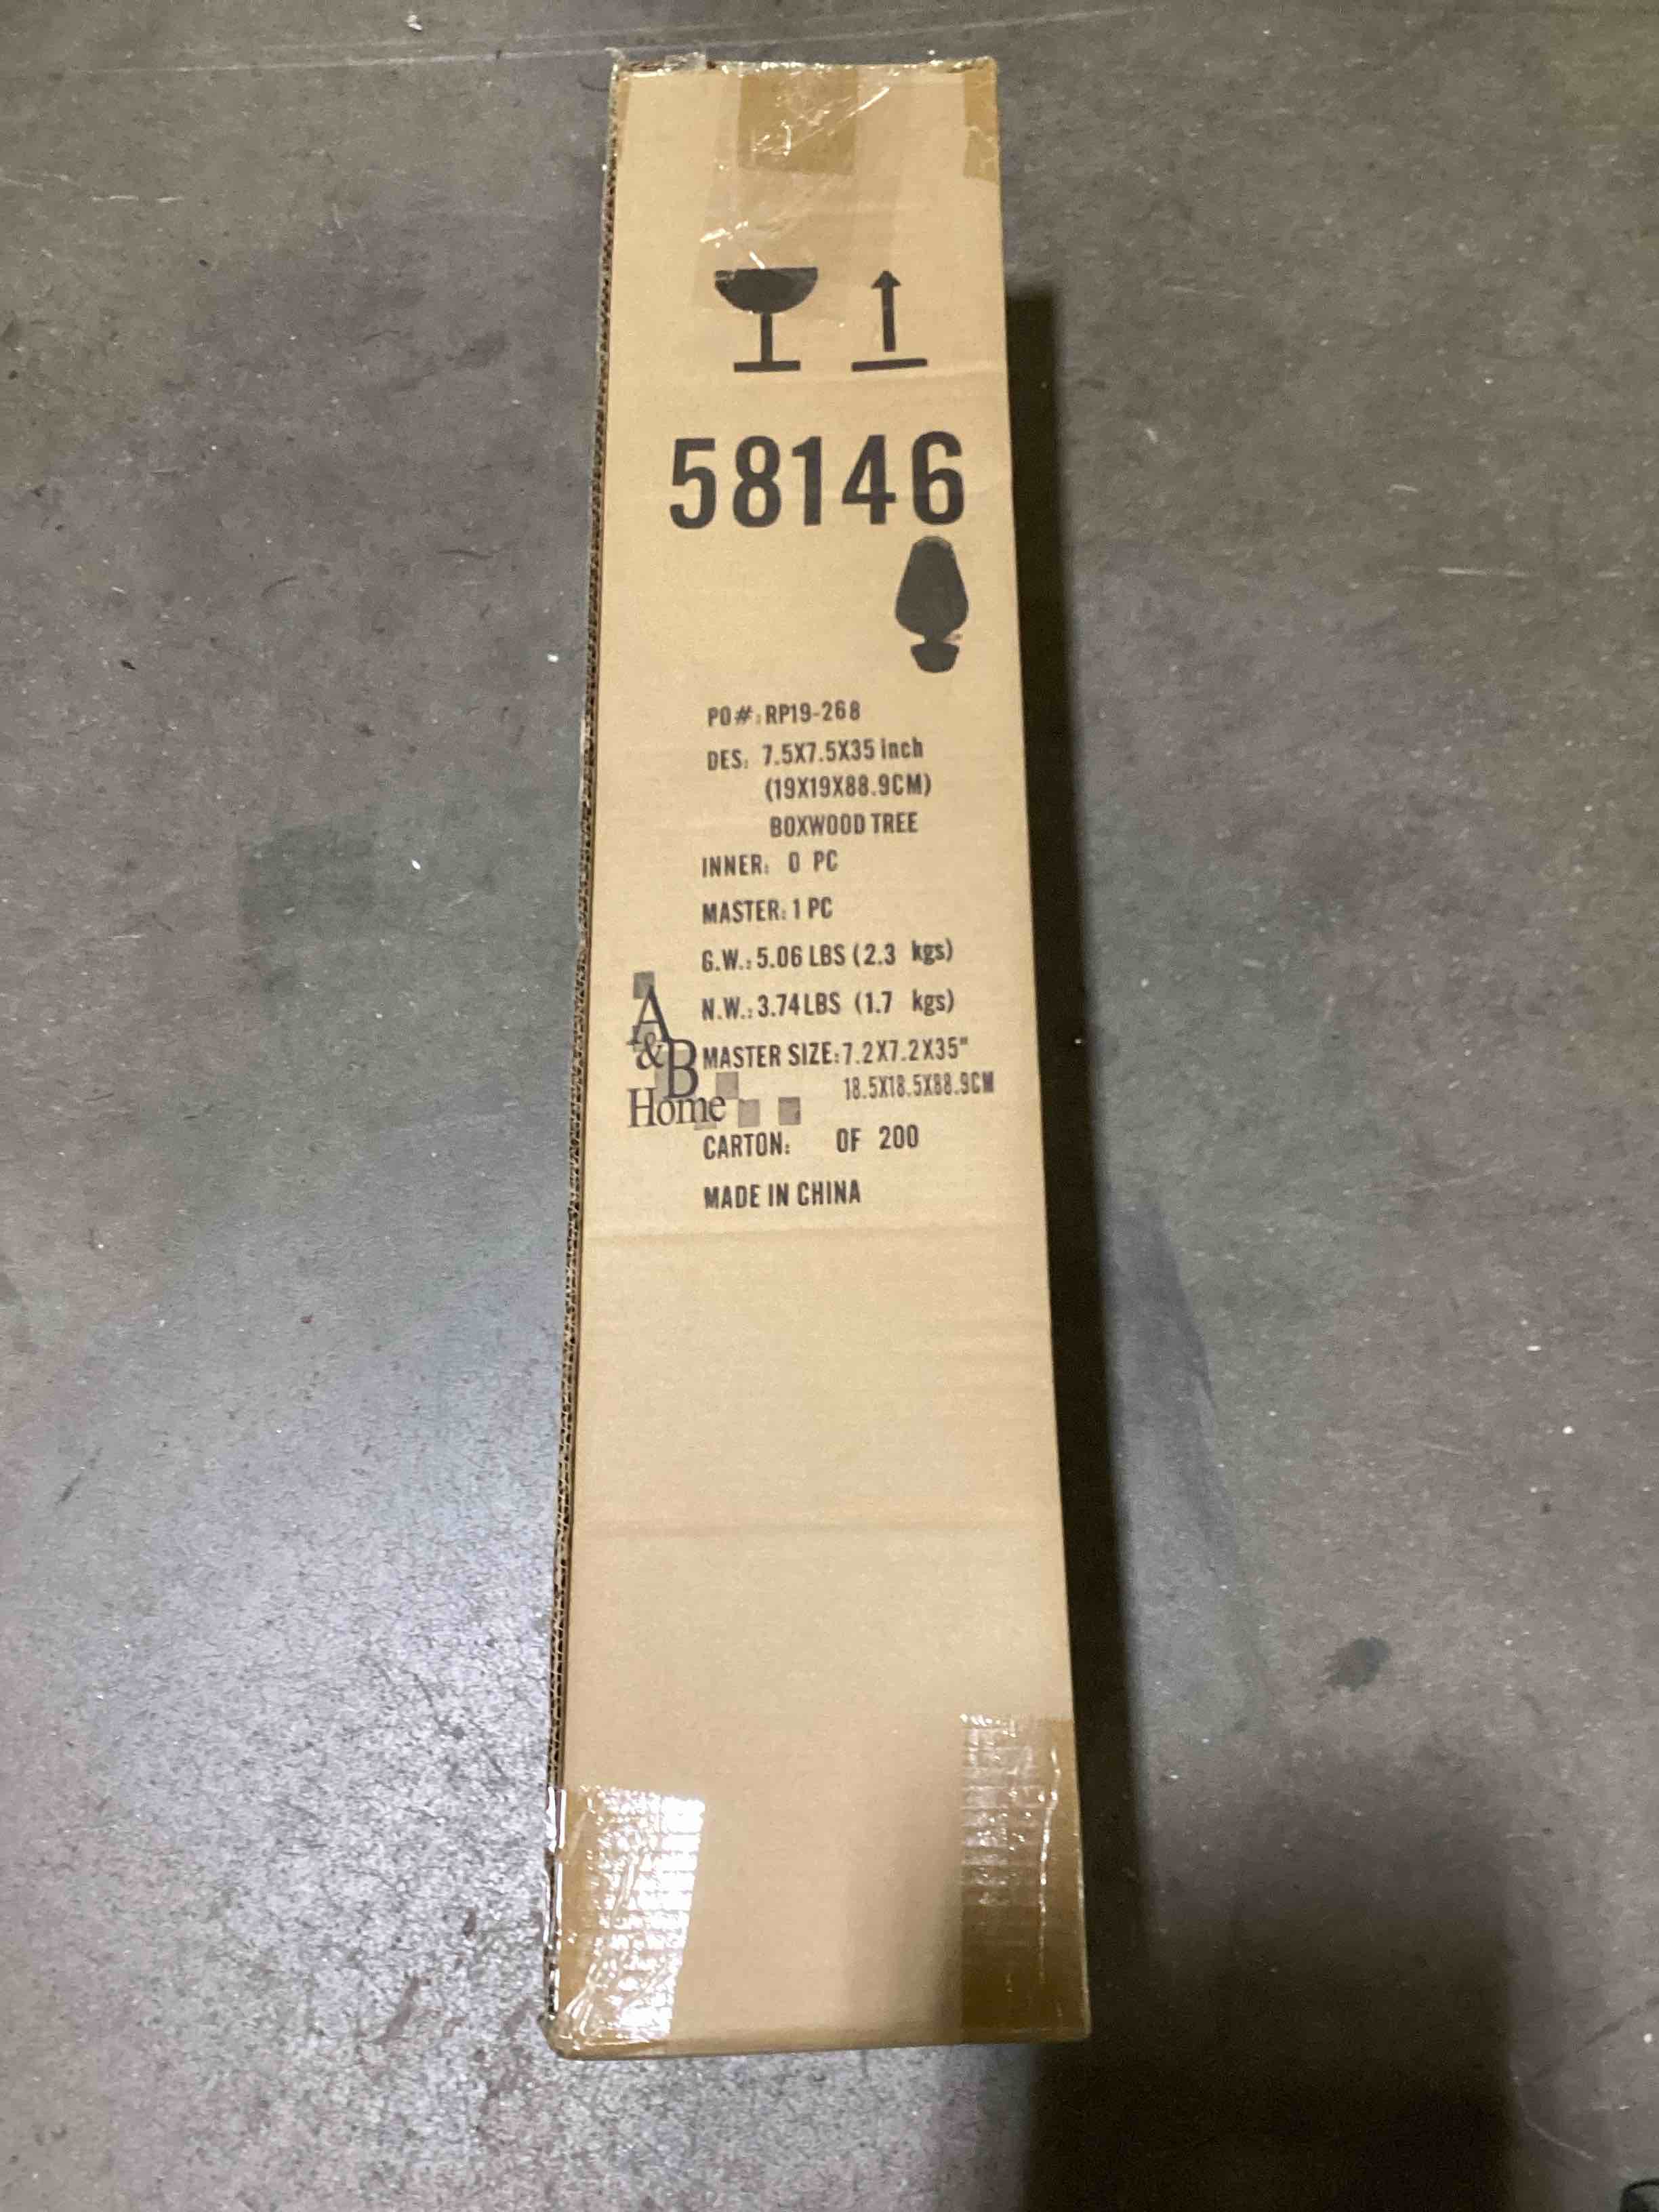 58146
PO#:RP19-268
DES: 7.5X7.5X35 inch
(19X19X88.9CM)
BOXWOOD TREE
INNER: 0 PC
MASTER: 1 PC
G.W.: 5.06 LBS (2.3 kgs)
N.W.: 3.74LBS (1.7 kgs)
MASTER SIZE:7.2X7.2X35"
18.5X18.5X88.9CM
A
&B
Home
CARTON: OF 200
MADE IN CHINA